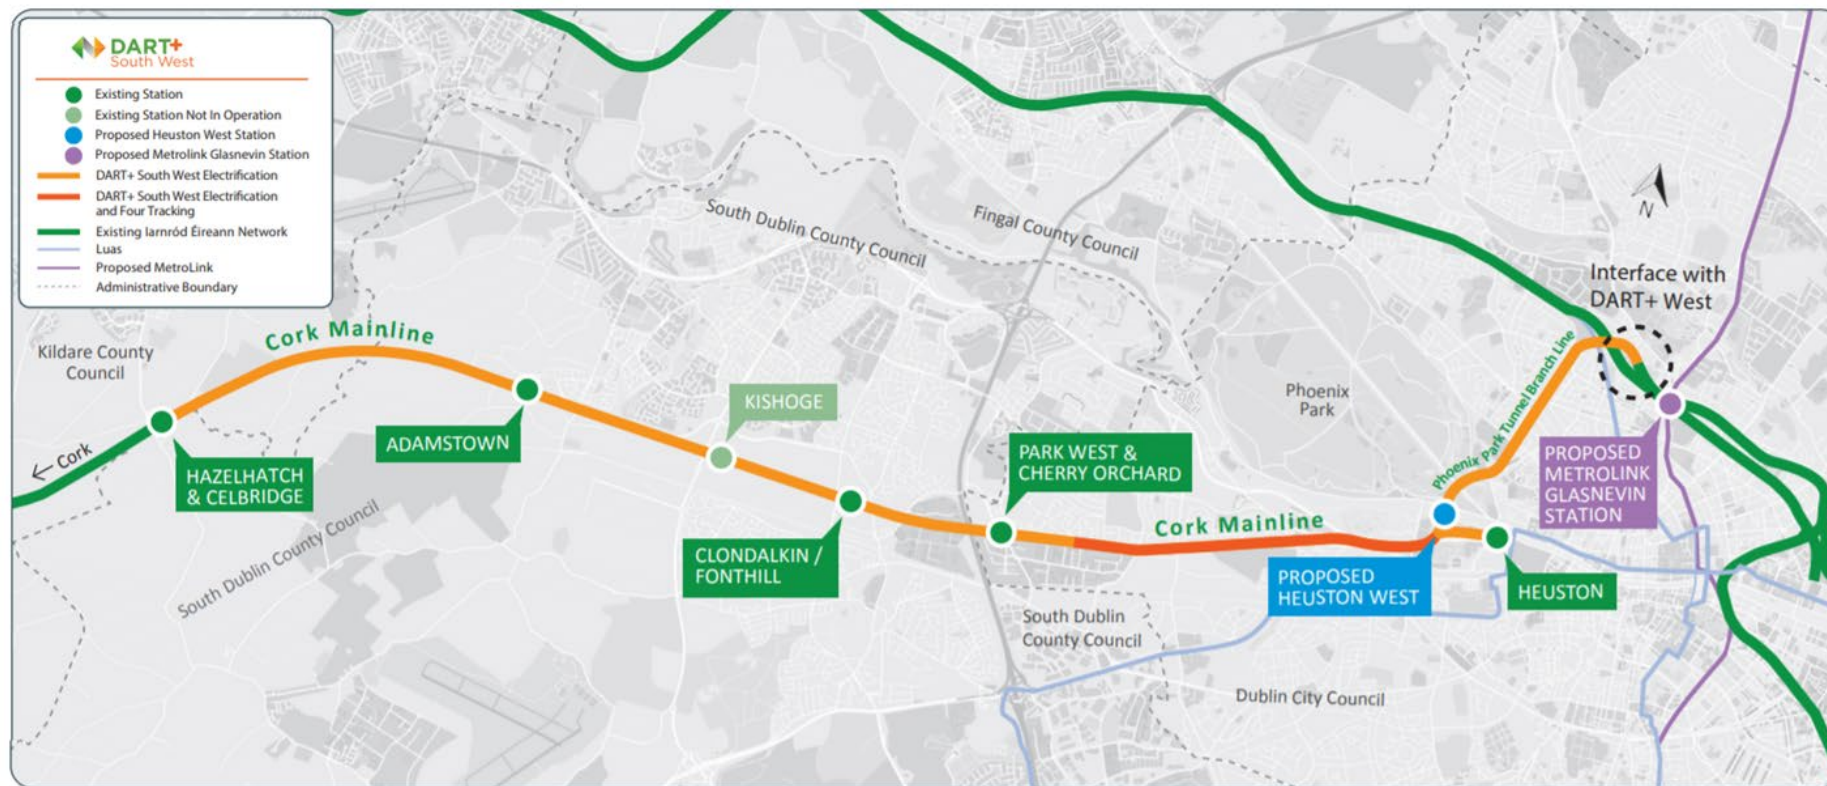 DART+
South West
Existing Station
Existing Station Not In Operation
Proposed Heuston West Station
Proposed Metrolink Glasnevin Station
DART+ South West Electrification
DART+ South West Electrification
and Four Tracking
Existing Iarnród Éireann Network
Luas
Proposed MetroLink
Administrative Boundary
South Dublin County Council
Fingal County Council
N
Interface with
DART+ West
Kildare County
Council
Cork Mainline
← Cork
HAZELHATCH
& CELBRIDGE
ADAMSTOWN
KISHOGE
South Dublin County Council
CLONDALKIN /
FONTHILL
PARK WEST &
CHERRY ORCHARD
Cork Mainline
Phoenix
Park
Phoenix Park Tunnel Branch Line
PROPOSED
METROLINK
GLASNEVIN
STATION
PROPOSED
HEUSTON WEST
HEUSTON
South Dublin
County Council
Dublin City Council